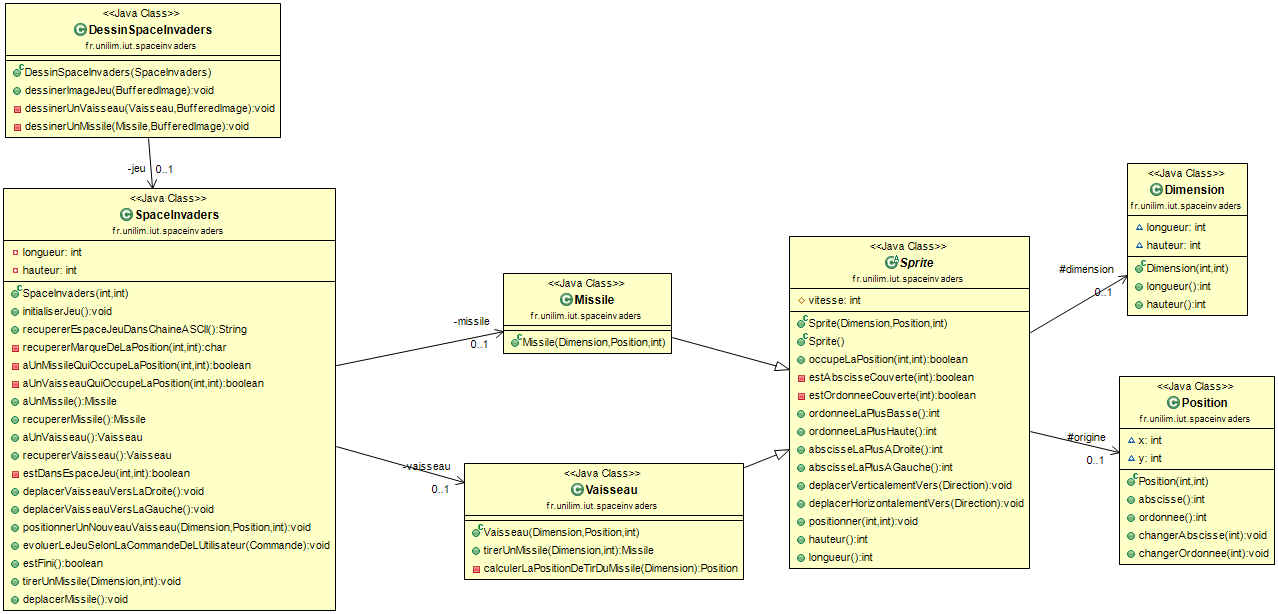 <<Java Class>>
DessinSpaceInvaders
fr.unilim.iut.spaceinvaders
DessinSpaceInvaders(SpaceInvaders)
dessinerImageJeu(BufferedImage):void
dessinerUnVaisseau(Vaisseau,BufferedImage):void
dessinerUnMissile(Missile,BufferedImage):void
-jeu
0..1
<<Java Class>>
SpaceInvaders
fr.unilim.iut.spaceinvaders
longueur: int
hauteur: int
SpaceInvaders(int,int)
initialiserJeu():void
recupererEspaceJeuDansChaineASCII():String
recupererMarqueDeLaPosition(int,int):char
aUnMissileQuiOccupeLaPosition(int,int):boolean
aUnVaisseauQuiOccupeLaPosition(int,int):boolean
aUnMissile():Missile
recupererMissile():Missile
aUnVaisseau():Vaisseau
recupererVaisseau():Vaisseau
estDansEspaceJeu(int,int):boolean
deplacerVaisseauVersLaDroite():void
deplacerVaisseauVersLaGauche():void
positionnerUnNouveauVaisseau(Dimension,Position,int):void
evoluerLeJeuSelonLaCommandeDeLUtilisateur(Commande):void
estFini():boolean
tirerUnMissile(Dimension,int):void
deplacerMissile():void
-missile
0..1
<<Java Class>>
Missile
fr.unilim.iut.spaceinvaders
Missile(Dimension,Position,int)
-vaisseau
0..1
<<Java Class>>
Vaisseau
fr.unilim.iut.spaceinvaders
Vaisseau(Dimension,Position,int)
tirerUnMissile(Dimension,int):Missile
calculerLaPositionDeTirDuMissile(Dimension):Position
<<Java Class>>
Sprite
fr.unilim.iut.spaceinvaders
vitesse: int
Sprite(Dimension,Position,int)
Sprite()
occupeLaPosition(int,int):boolean
estAbscisseCouverte(int):boolean
estOrdonneeCouverte(int):boolean
ordonneeLaPlusBasse():int
ordonneeLaPlusHaute():int
abscisseLaPlusADroite():int
abscisseLaPlusAGauche():int
deplacerVerticalementVers(Direction):void
deplacerHorizontalementVers(Direction):void
positionner(int,int):void
hauteur():int
longueur():int
#dimension
0..1
<<Java Class>>
Dimension
fr.unilim.iut.spaceinvaders
longueur: int
hauteur: int
Dimension(int,int)
longueur():int
hauteur():int
#origine
0..1
<<Java Class>>
Position
fr.unilim.iut.spaceinvaders
x: int
y: int
Position(int,int)
abscisse():int
ordonnee():int
changerAbscisse(int):void
changerOrdonnee(int):void